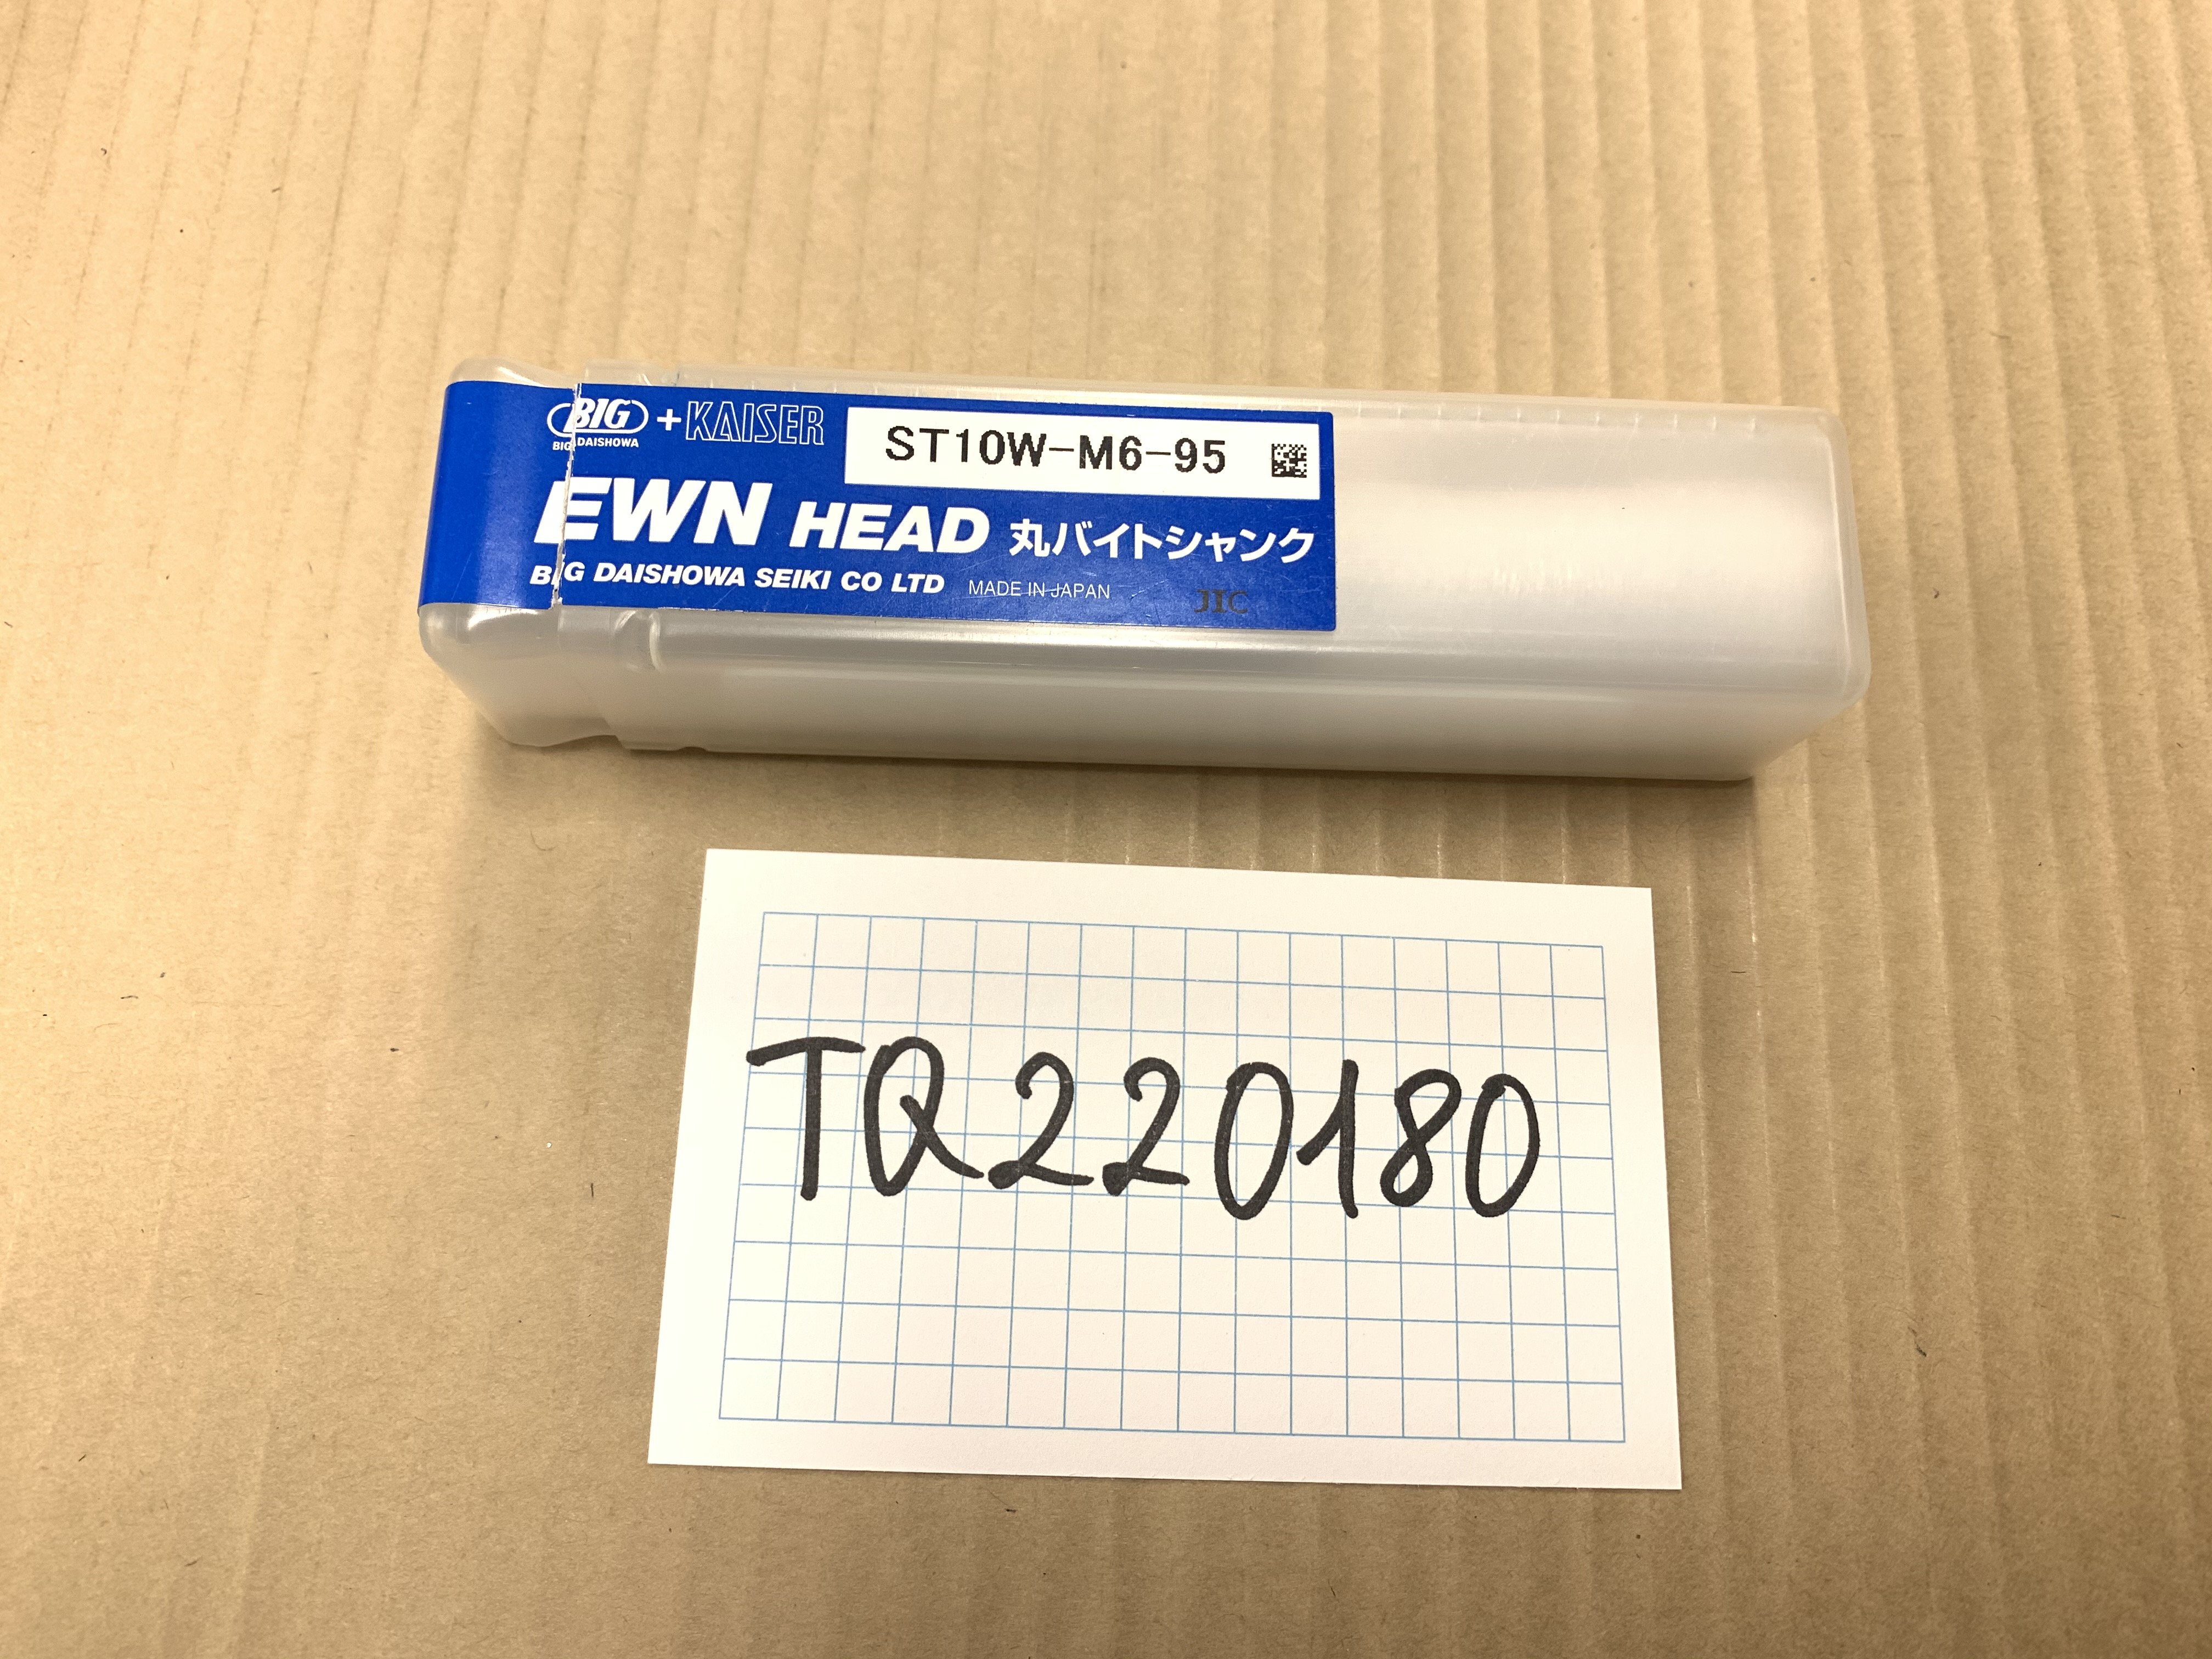 BIG +KAISER ST10W-M6-95
BIG DAISHOWA
EWN HEAD 丸バイトシャンク
BIG DAISHOWA SEIKI CO LTD MADE IN JAPAN
JIC
TQ220180